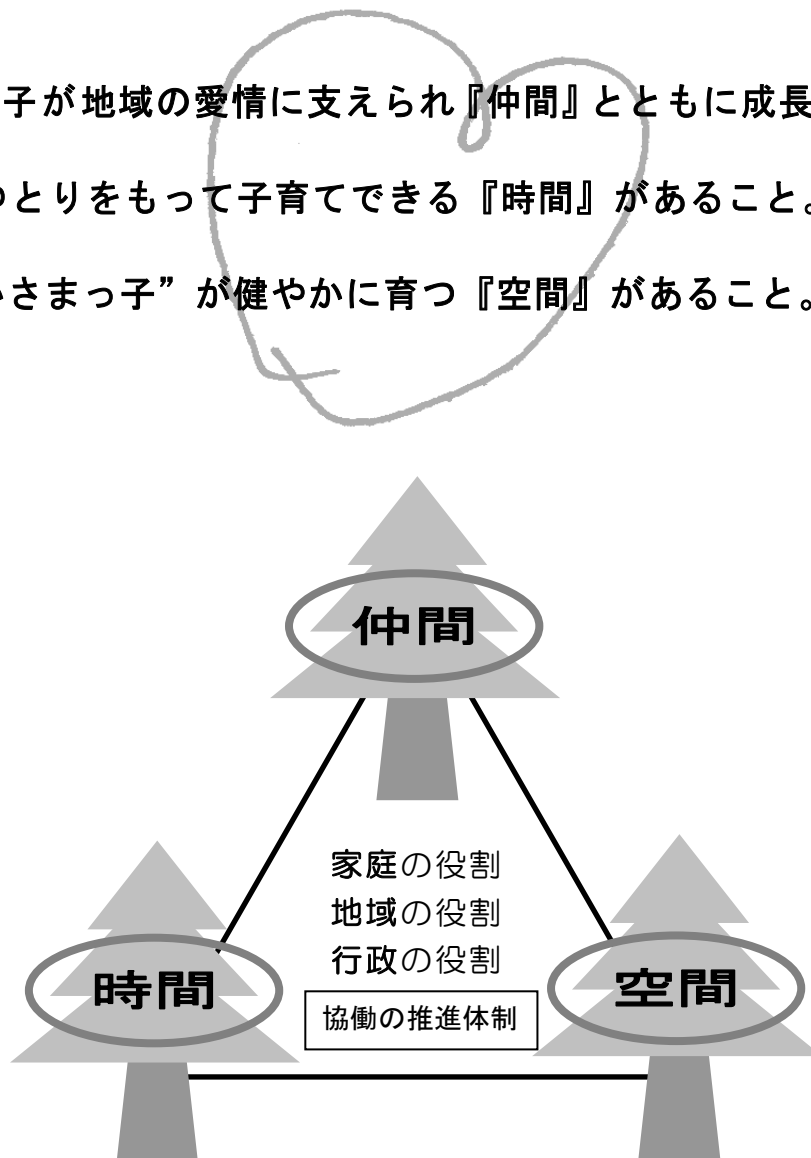 子が地域の愛情に支えられ『仲間』とともに成長
とりをもって子育てできる『時間』があること。
さまっ子”が健やかに育つ『空間』があること。
仲間
家庭の役割
地域の役割
行政の役割
時間
空間
協働の推進体制